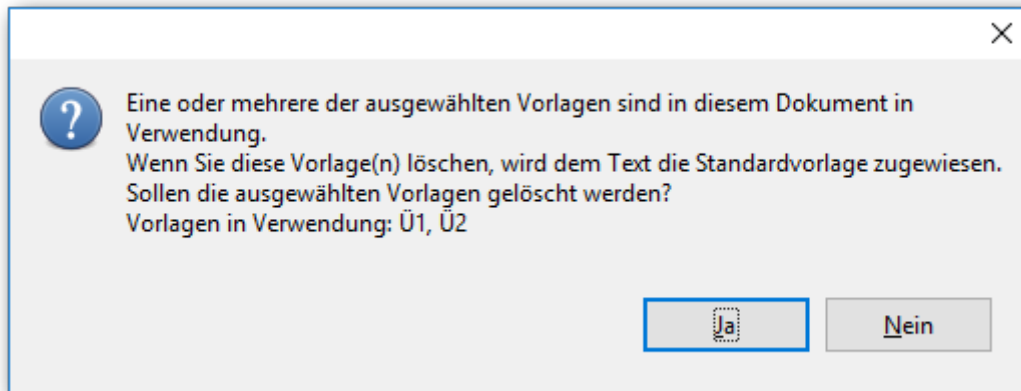 Eine oder mehrere der ausgewählten Vorlagen sind in diesem Dokument in
Verwendung.
Wenn Sie diese Vorlage(n) löschen, wird dem Text die Standardvorlage zugewiesen.
Sollen die ausgewählten Vorlagen gelöscht werden?
Vorlagen in Verwendung: Ü1, Ü2
Ja Nein